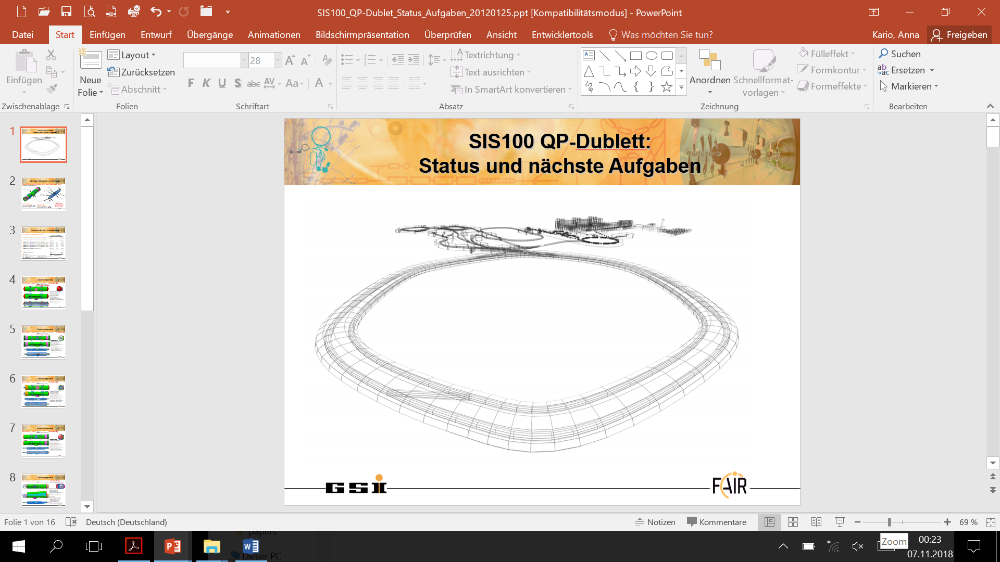 SIS100_QP-Dublet_Status_Aufgaben_20120125.ppt [Kompatibilitätsmodus] - PowerPoint
Datei Start Einfügen Entwurf Übergänge Animationen Bildschirmpräsentation Überprüfen Ansicht Entwicklertools Was möchten Sie tun? Kario, Anna Freigeben
Einfügen
Zwischenablage
Neue
Folie
Layout
Zurücksetzen
Abschnitt
Folien
28
F K U S abc AV Aa A
Schriftart
Textrichtung
Text ausrichten
In SmartArt konvertieren
Absatz
Anordnen
Schnellformat-
vorlagen
Fülleffekt
Formkontur
Formeffekte
Zeichnung
Suchen
Ersetzen
Markieren
Bearbeiten
1
2
3
4
5
6
7
8
SIS100 QP-Dublett:
Status und nächste Aufgaben
GSI
FAIR
Folie 1 von 16 Deutsch (Deutschland) Notizen Kommentare 69 %
papers
Dieser PC
Zoom
00:23
07.11.2018